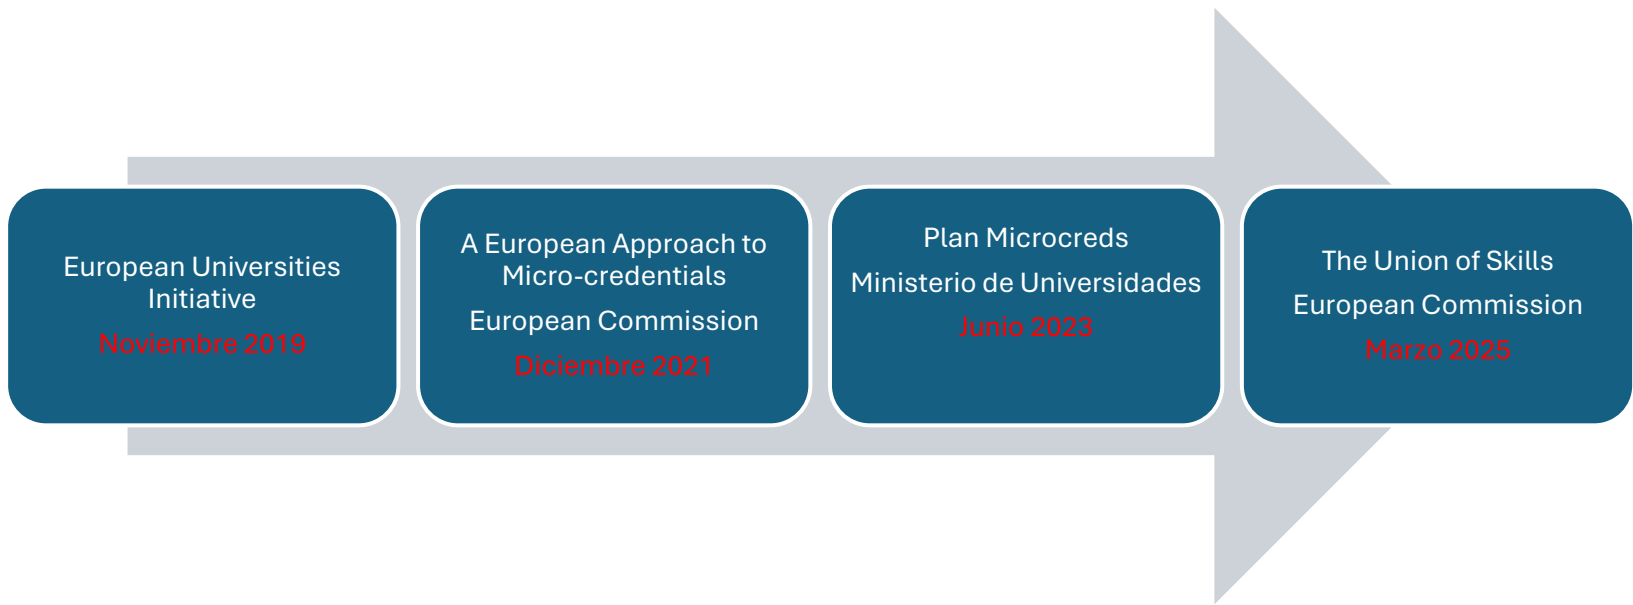 European Universities
Initiative
Noviembre 2019
A European Approach to
Micro-credentials
European Commission
Diciembre 2021
Plan Microcreds
Ministerio de Universidades
Junio 2023
The Union of Skills
European Commission
Marzo 2025